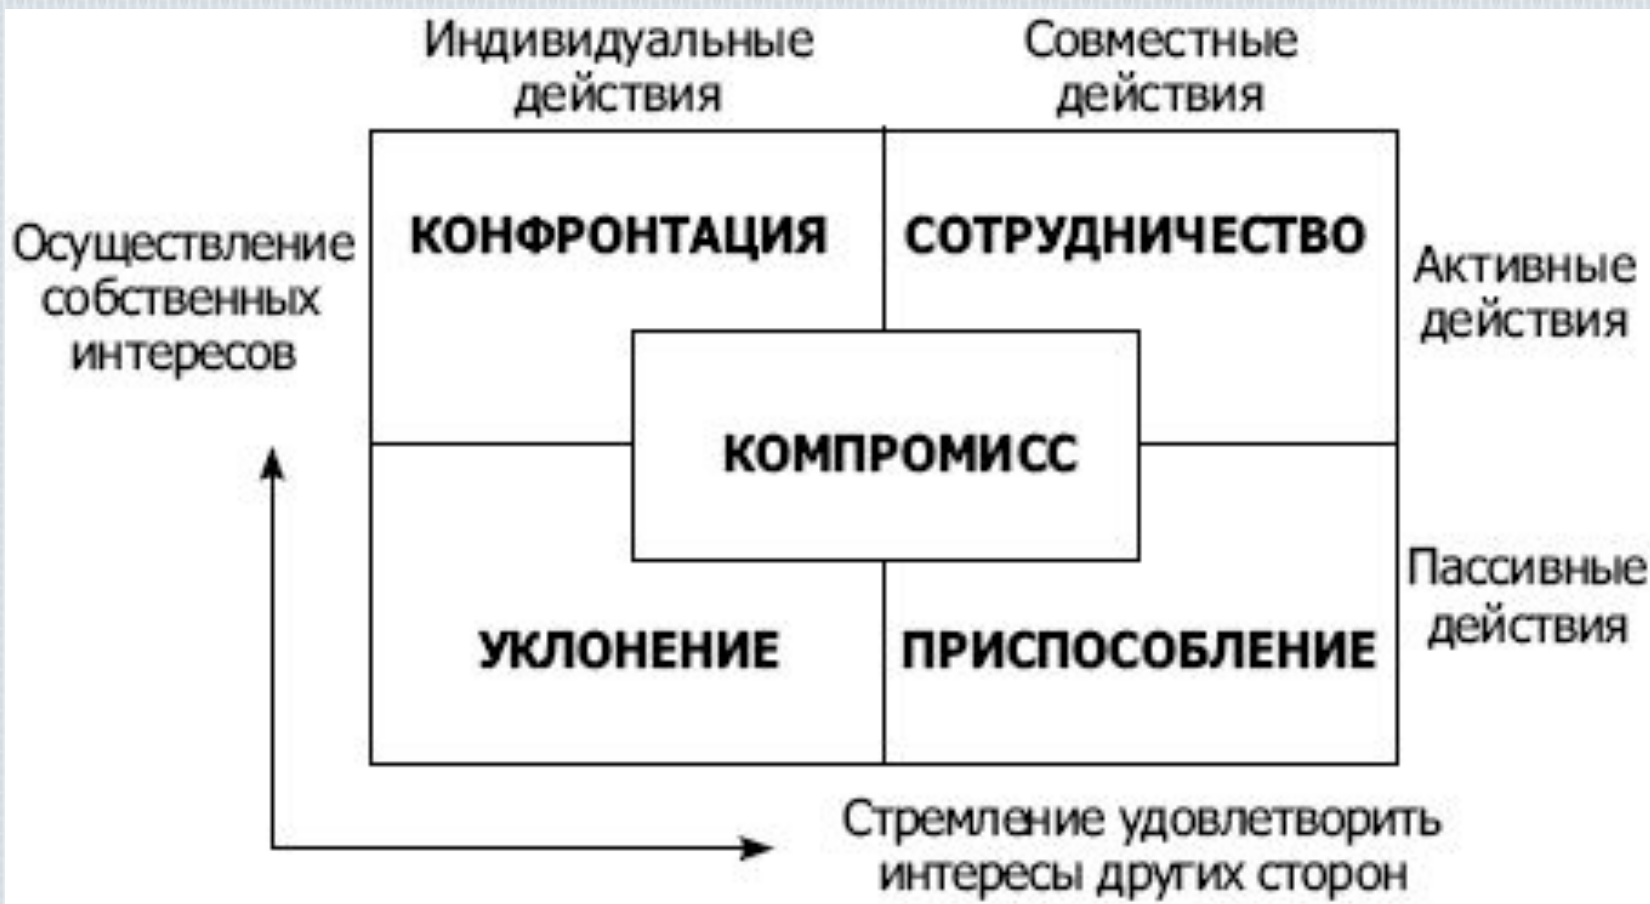 Индивидуальные
действия
Совместные
действия
Осуществление
собственных
интересов
КОНФРОНТАЦИЯ
СОТРУДНИЧЕСТВО
Активные
действия
КОМПРОМИСС
УКЛОНЕНИЕ
ПРИСПОСОБЛЕНИЕ
Пассивные
действия
Стремление удовлетворить
интересы других сторон